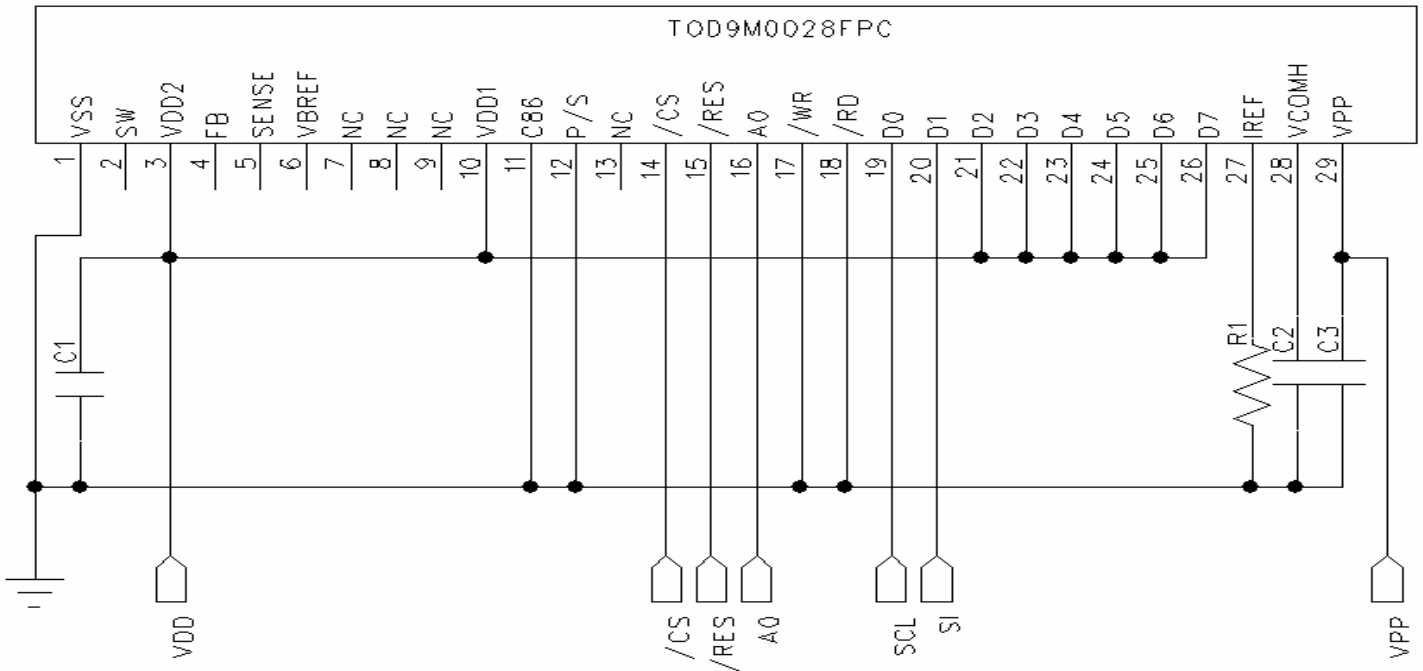 TOD9M0028FPC
VSS
SW
VDD2
FB
SENSE
VBREF
NC
NC
NC
VDD1
C86
P/S
NC
/CS
/RES
A0
/WR
/RD
D0
D1
D2
D3
D4
D5
D6
D7
IREF
VCOMH
VPP
1
2
3
4
5
6
7
8
9
10
11
12
13
14
15
16
17
18
19
20
21
22
23
24
25
26
27
28
29
C1
R1
C2
C3
VDD
/CS
/RES
A0
SCL
SI
VPP